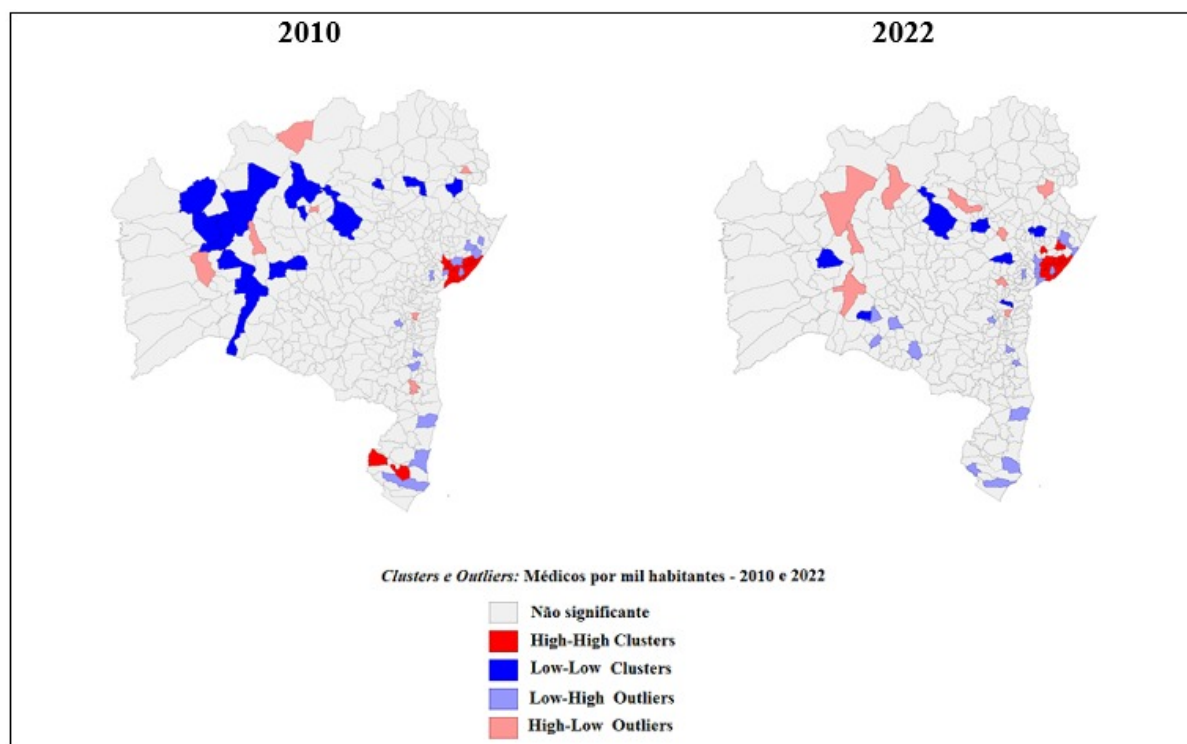 2010
2022
Clusters e Outliers: Médicos por mil habitantes - 2010 e 2022
Não significante
High-High Clusters
Low-Low Clusters
Low-High Outliers
High-Low Outliers